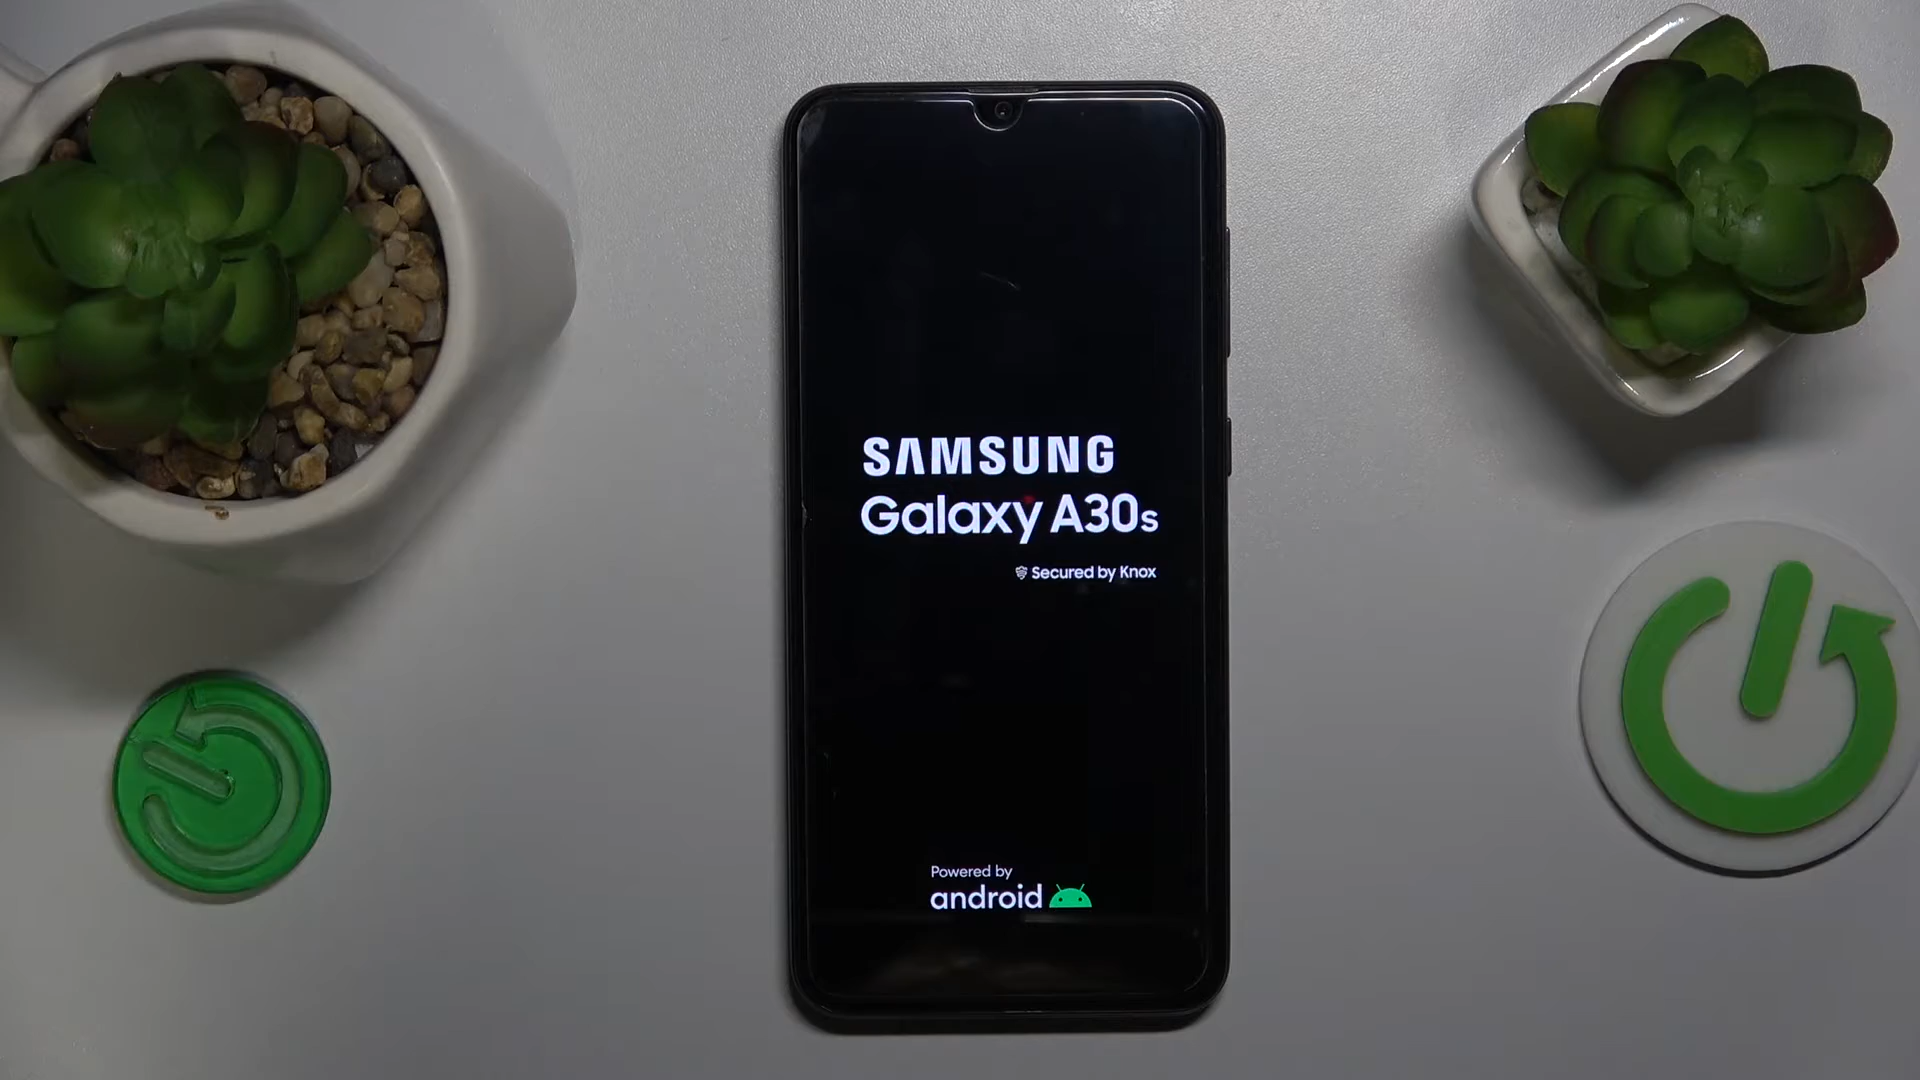 SAMSUNG
Galaxy A30s
Secured by Knox
Powered by
android